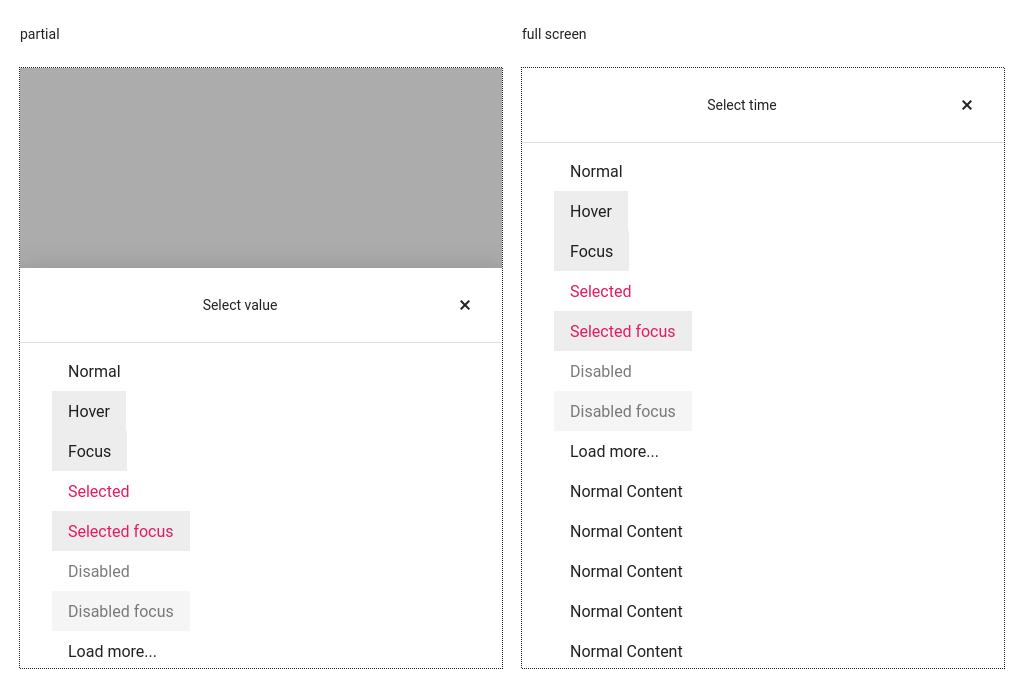 partial
Select value
Normal
Hover
Focus
Selected
Selected focus
Disabled
Disabled focus
Load more...
full screen
Select time
Normal
Hover
Focus
Selected
Selected focus
Disabled
Disabled focus
Load more...
Normal Content
Normal Content
Normal Content
Normal Content
Normal Content